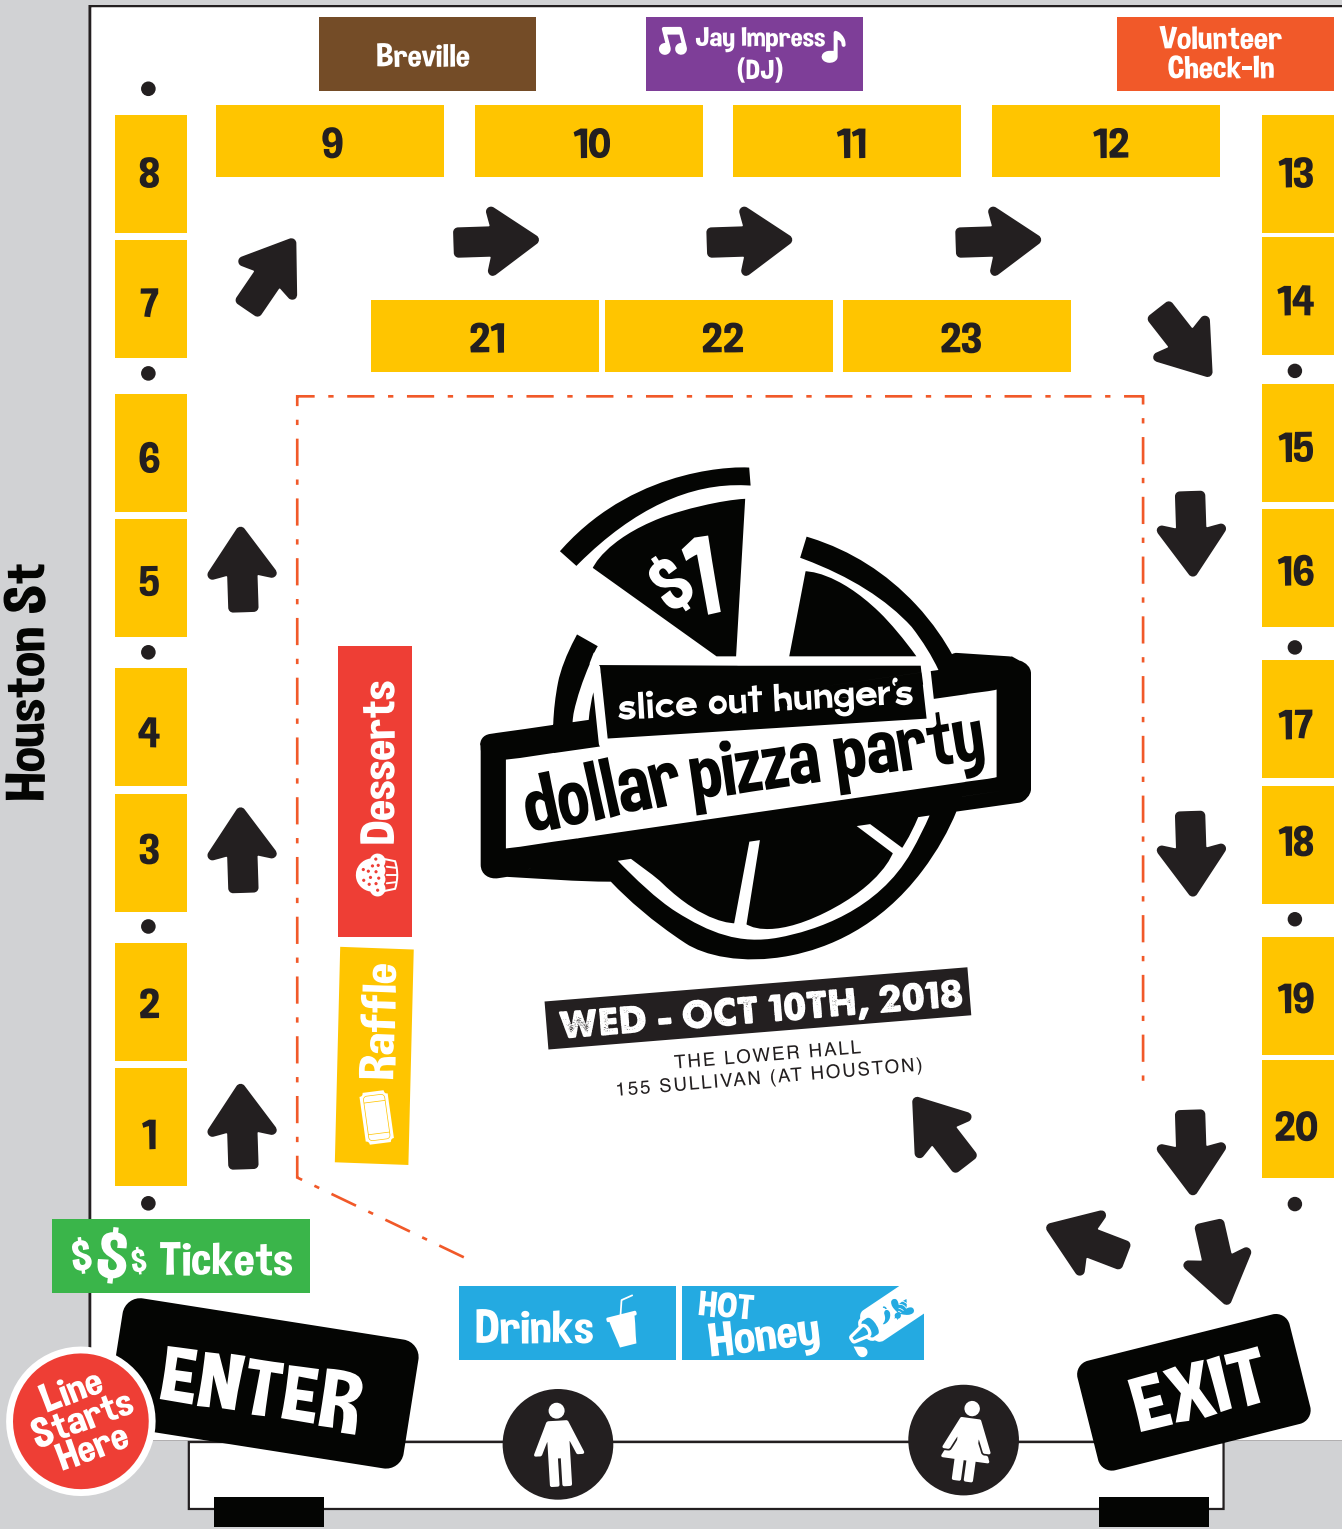 Breville
Jay Impress
(DJ)
Volunteer
Check-In
8
9
10
11
12
13
7
14
21
22
23
6
15
5
16
$1
Houston St
4
17
slice out hunger's
dollar pizza party
Desserts
3
18
2
19
WED - OCT 10TH, 2018
THE LOWER HALL
155 SULLIVAN (AT HOUSTON)
Raffle
1
20
$$$ Tickets
Drinks
HOT
Honey
ENTER
EXIT
Line
Starts
Here